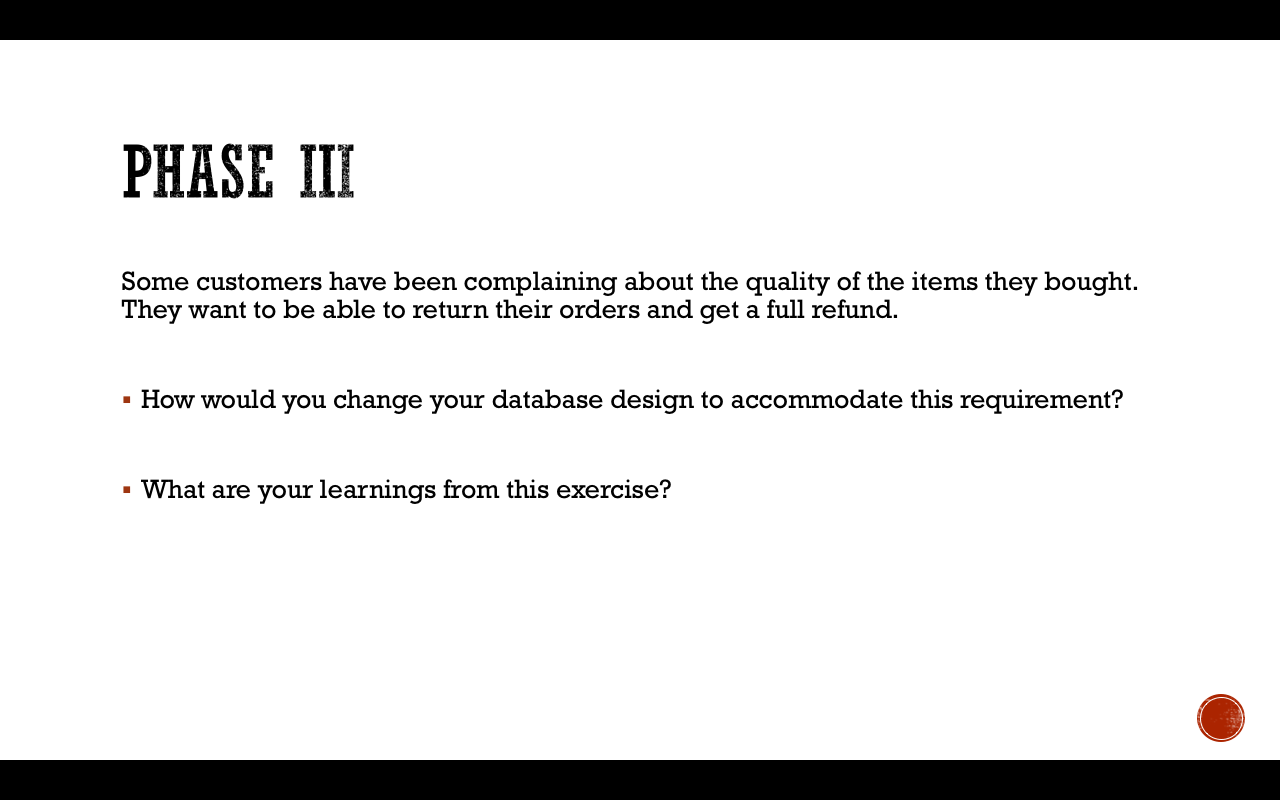 PHASE III
Some customers have been complaining about the quality of the items they bought.
They want to be able to return their orders and get a full refund.
▪ How would you change your database design to accommodate this requirement?
▪ What are your learnings from this exercise?